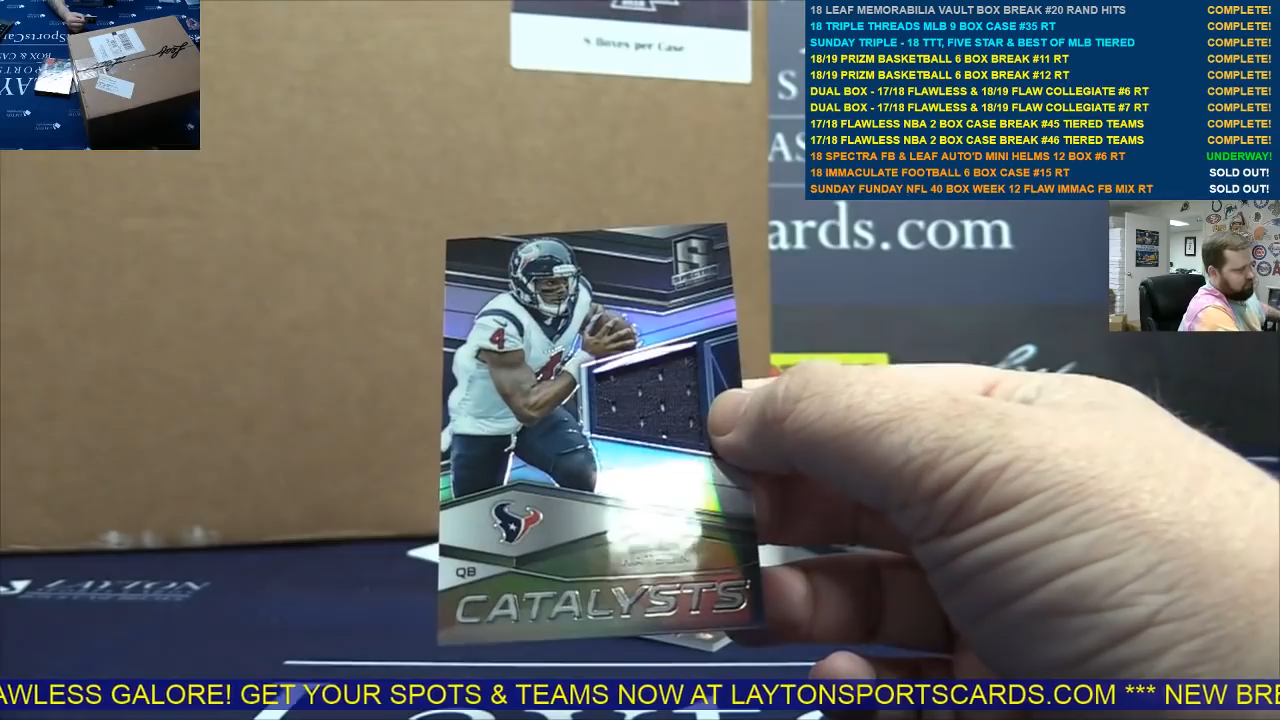 18 LEAF MEMORABILIA VAULT BOX BREAK #20 RAND HITS COMPLETE!
18 TRIPLE THREADS MLB 9 BOX CASE #35 RT COMPLETE!
SUNDAY TRIPLE - 18 TTT, FIVE STAR & BEST OF MLB TIERED COMPLETE!
18/19 PRIZM BASKETBALL 6 BOX BREAK #11 RT COMPLETE!
18/19 PRIZM BASKETBALL 6 BOX BREAK #12 RT COMPLETE!
DUAL BOX - 17/18 FLAWLESS & 18/19 FLAW COLLEGIATE #6 RT COMPLETE!
DUAL BOX - 17/18 FLAWLESS & 18/19 FLAW COLLEGIATE #7 RT COMPLETE!
17/18 FLAWLESS NBA 2 BOX CASE BREAK #45 TIERED TEAMS COMPLETE!
17/18 FLAWLESS NBA 2 BOX CASE BREAK #46 TIERED TEAMS COMPLETE!
18 SPECTRA FB & LEAF AUTO'D MINI HELMS 12 BOX #6 RT UNDERWAY!
18 IMMACULATE FOOTBALL 6 BOX CASE #15 RT SOLD OUT!
SUNDAY FUNDAY NFL 40 BOX WEEK 12 FLAW IMMAC FB MIX RT SOLD OUT!
Boxes per Case
Leaf
ards.com
4
QB
CATALYSTS
LAYTON
AWLESS GALORE! GET YOUR SPOTS & TEAMS NOW AT LAYTONSPORTSCARDS.COM *** NEW BRE